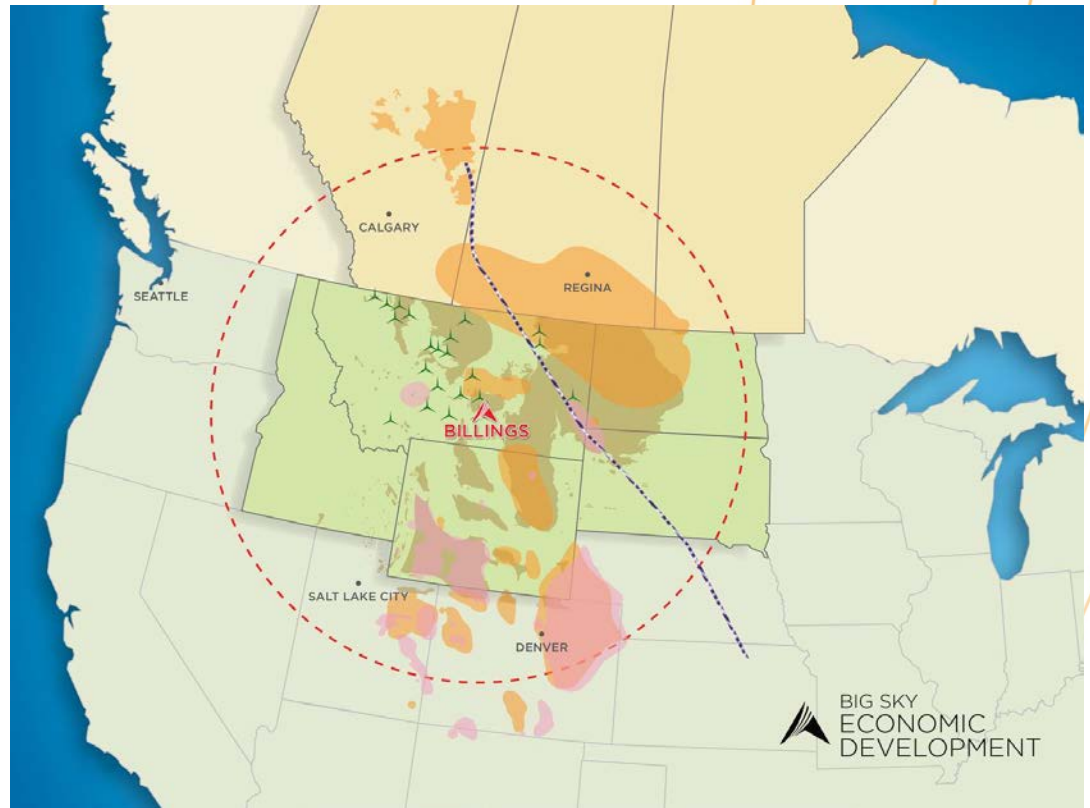 CALGARY
REGINA
SEATTLE
BILLINGS
SALT LAKE CITY
DENVER
BIG SKY
ECONOMIC
DEVELOPMENT